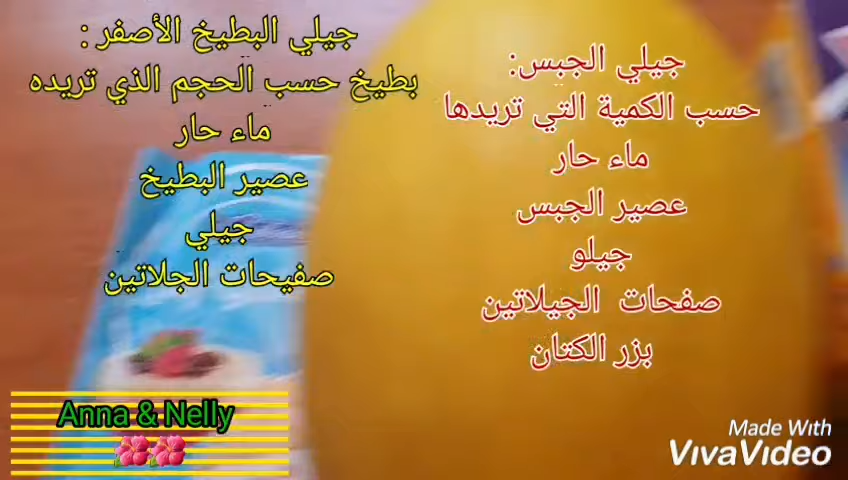 جيلي البطيخ الأصفر :
بطيخ حسب الحجم الذي تريده
ماء حار
عصير البطيخ
جيلي
صفيحات الجلاتين
جيلي الجبس:
حسب الكمية التي تريدها
ماء حار
عصير الجبس
جيلو
صفحات الجيلاتين
بزر الكتان
Anna & Nelly
Made With
VivaVideo